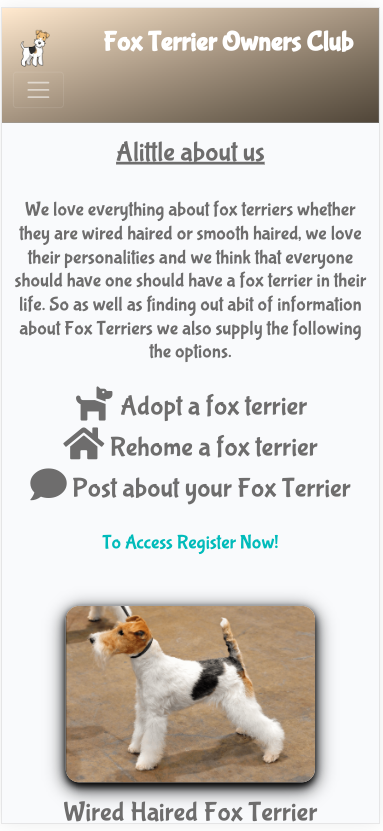 Fox Terrier Owners Club
Alittle about us
We love everything about fox terriers whether
they are wired haired or smooth haired, we love
their personalities and we think that everyone
should have one should have a fox terrier in their
life. So as well as finding out abit of information
about Fox Terriers we also supply the following
the options.
Adopt a fox terrier
Rehome a fox terrier
Post about your Fox Terrier
To Access Register Now!
Wired Haired Fox Terrier